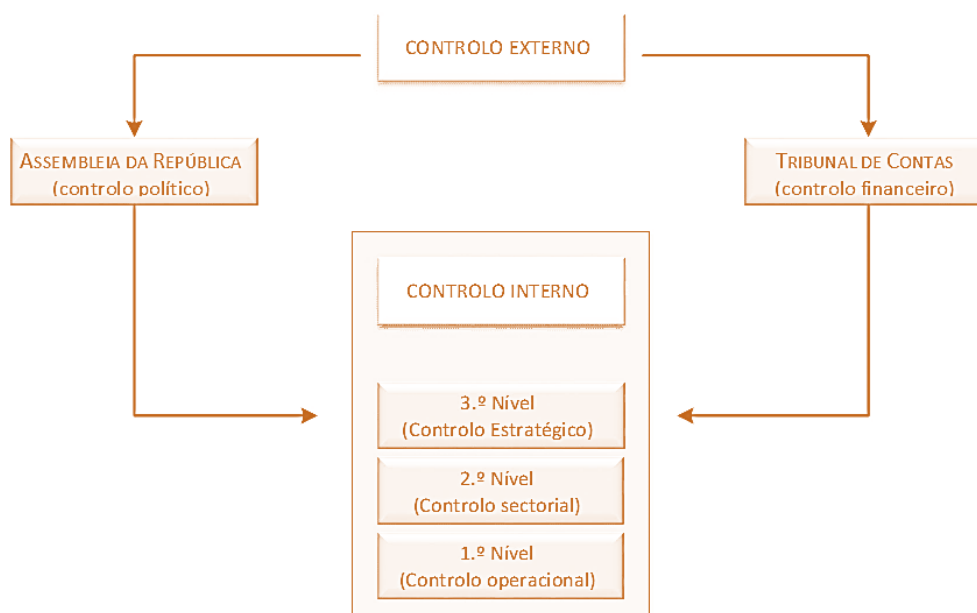 CONTROLO EXTERNO
ASSEMBLEIA DA REPÚBLICA
(controlo político)
TRIBUNAL DE CONTAS
(controlo financeiro)
CONTROLO INTERNO
3.º Nível
(Controlo Estratégico)
2.º Nível
(Controlo sectorial)
1.º Nível
(Controlo operacional)